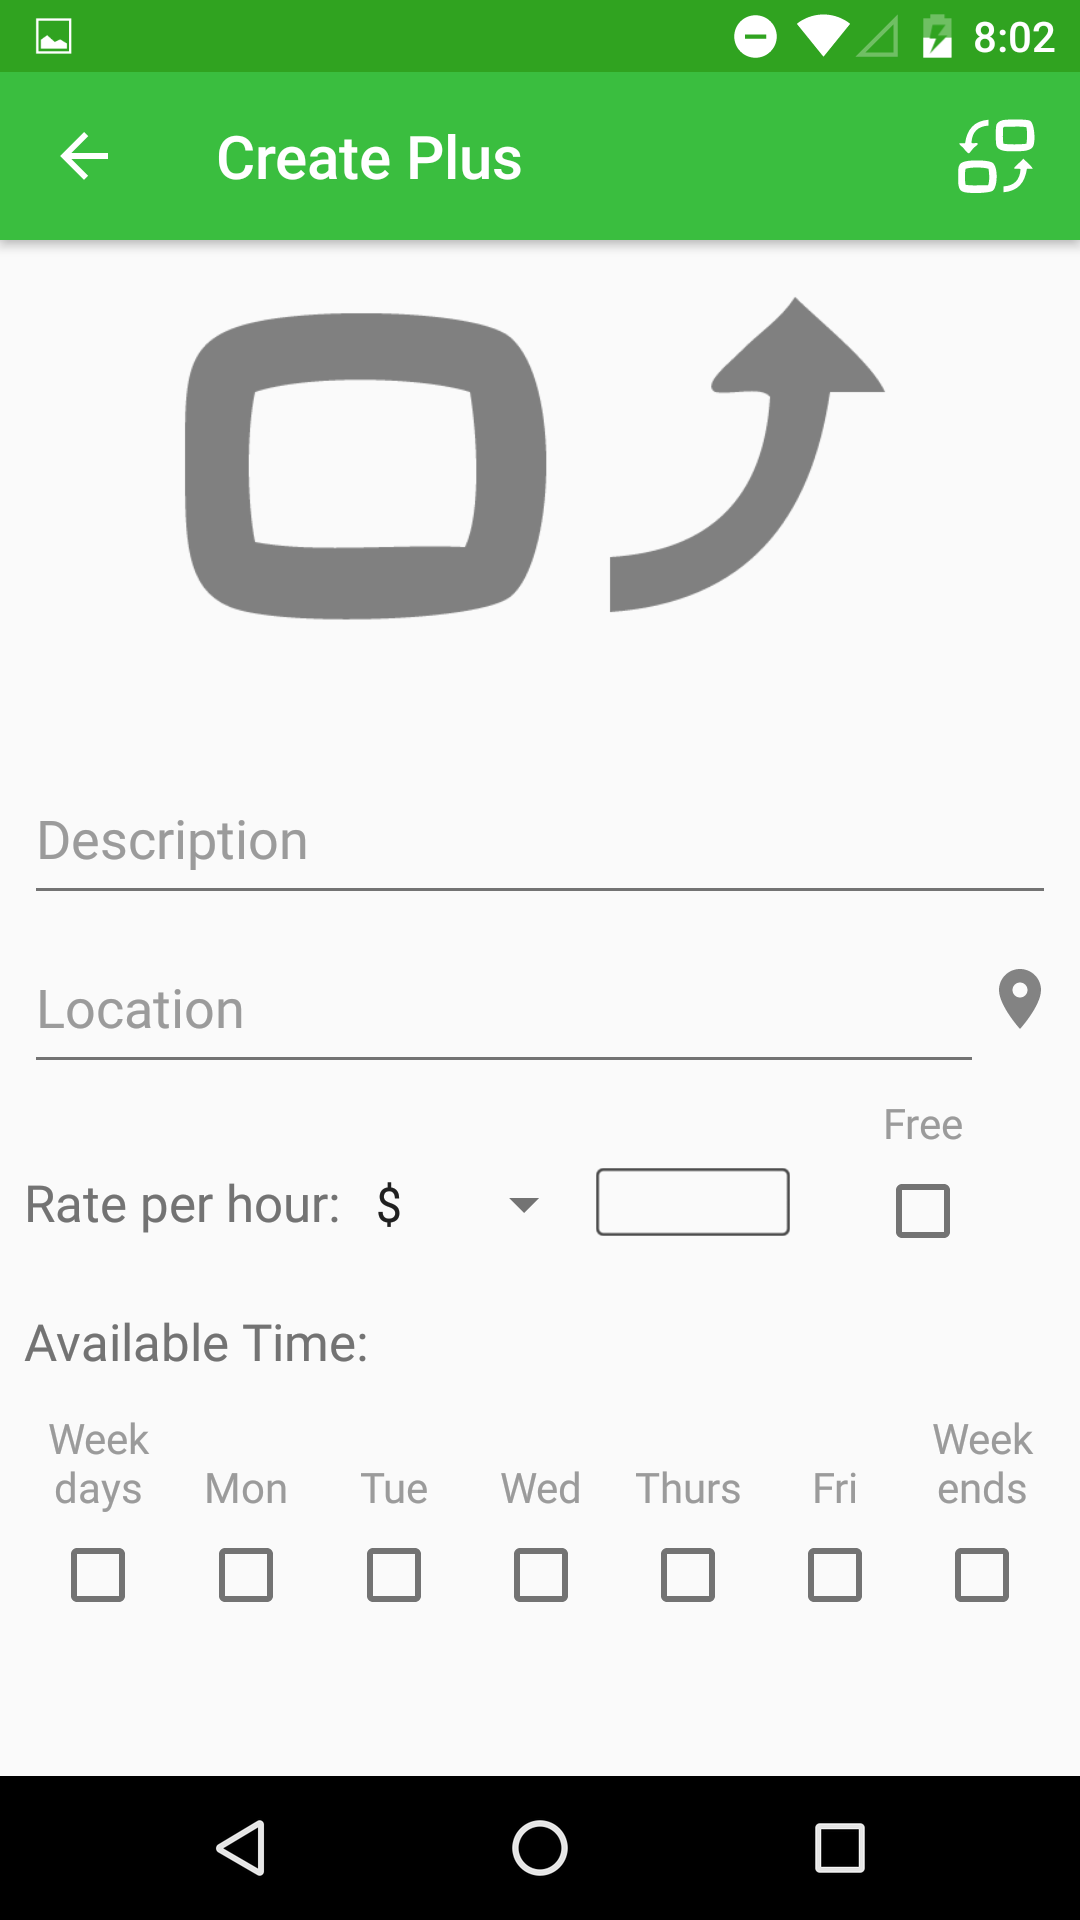 8:02
Create Plus
Description
Location
Free
Rate per hour: $
Available Time:
Week days Mon Tue Wed Thurs Fri Week ends